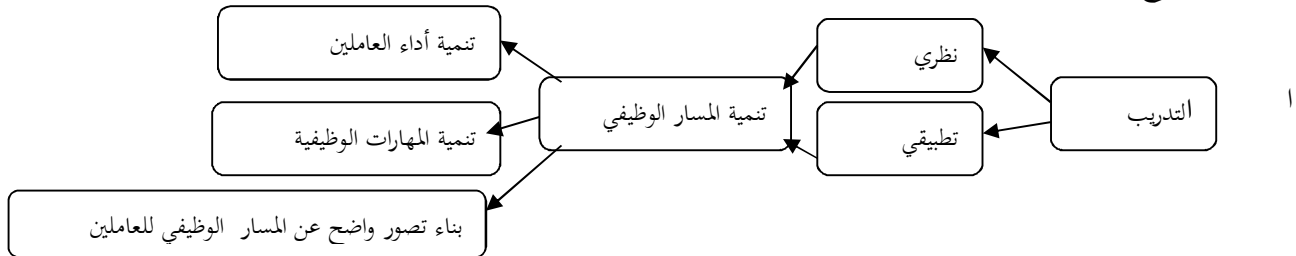 تنمية أداء العاملين
نظري
ا
التدريب
تنمية المسار الوظيفي
تطبيقي
تنمية المهارات الوظيفية
بناء تصور واضح عن المسار الوظيفي للعاملين